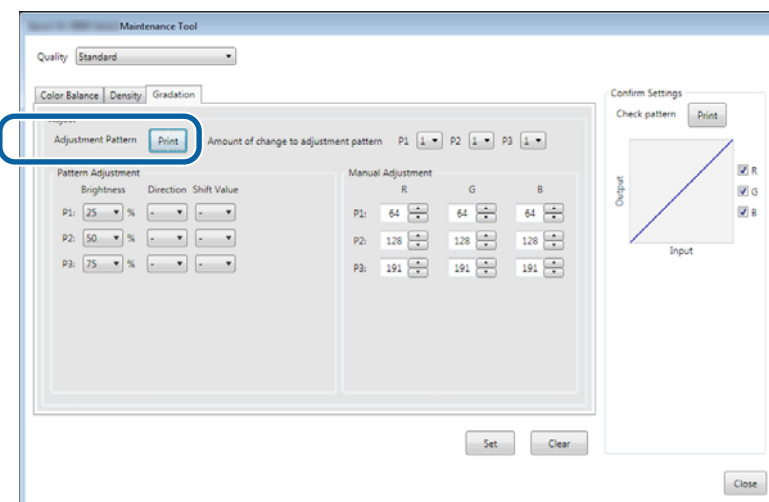 Maintenance Tool
Quality Standard
Color Balance Density Gradation
Adjustment Pattern Print Amount of change to adjustment pattern P1 1 P2 1 P3 1
Pattern Adjustment
Brightness Direction Shift Value
P1: 25 % - -
P2: 50 % - -
P3: 75 % - -
Manual Adjustment
R G B
P1: 64 64 64
P2: 128 128 128
P3: 191 191 191
Set Clear
Confirm Settings
Check pattern Print
Output
Input
R
G
B
Close